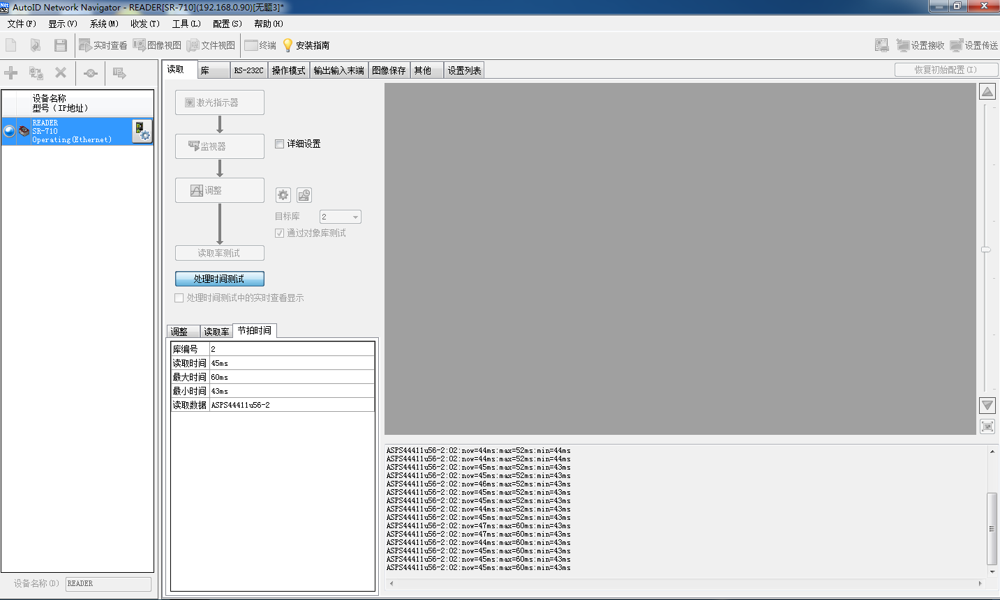 AutoID Network Navigator - READER[SR-710](192.168.0.90)[无题3]*
文件(F) 显示(V) 系统(M) 收发(T) 工具(L) 配置(S) 帮助(H)
实时查看 图像视图 文件视图 终端 安装指南 设置接收 设置传送
读取 库 RS-232C 操作模式 输出输入末端 图像保存 其他 设置列表 恢复初始配置(I)
设备名称
型号（IP地址）
READER
SR-710
Operating(Ethernet)
激光指示器
监视器 详细设置
调整
目标库 2
通过对象库测试
读取率测试
处理时间测试
处理时间测试中的实时查看显示
调整 读取率 节拍时间
库编号 2
读取时间 45ms
最大时间 60ms
最小时间 43ms
读取数据 ASPS44411u56-2
ASPS44411u56-2:02:now=44ms:max=52ms:min=44ms
ASPS44411u56-2:02:now=44ms:max=52ms:min=44ms
ASPS44411u56-2:02:now=45ms:max=52ms:min=43ms
ASPS44411u56-2:02:now=45ms:max=52ms:min=43ms
ASPS44411u56-2:02:now=46ms:max=52ms:min=43ms
ASPS44411u56-2:02:now=45ms:max=52ms:min=43ms
ASPS44411u56-2:02:now=45ms:max=52ms:min=43ms
ASPS44411u56-2:02:now=44ms:max=52ms:min=43ms
ASPS44411u56-2:02:now=45ms:max=52ms:min=43ms
ASPS44411u56-2:02:now=47ms:max=60ms:min=43ms
ASPS44411u56-2:02:now=47ms:max=60ms:min=43ms
ASPS44411u56-2:02:now=44ms:max=60ms:min=43ms
ASPS44411u56-2:02:now=45ms:max=60ms:min=43ms
ASPS44411u56-2:02:now=45ms:max=60ms:min=43ms
ASPS44411u56-2:02:now=45ms:max=60ms:min=43ms
设备名称(D) READER